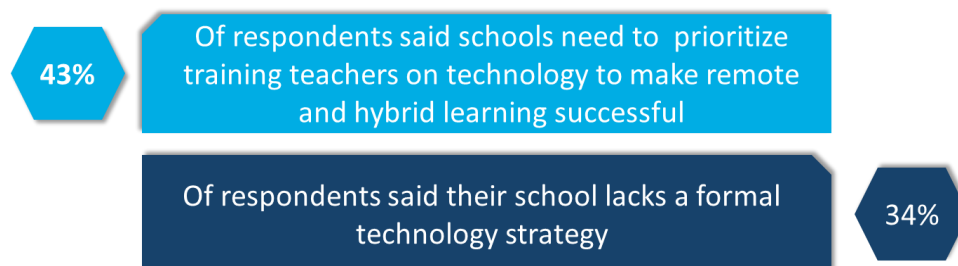 43%
Of respondents said schools need to prioritize
training teachers on technology to make remote
and hybrid learning successful
Of respondents said their school lacks a formal
technology strategy
34%